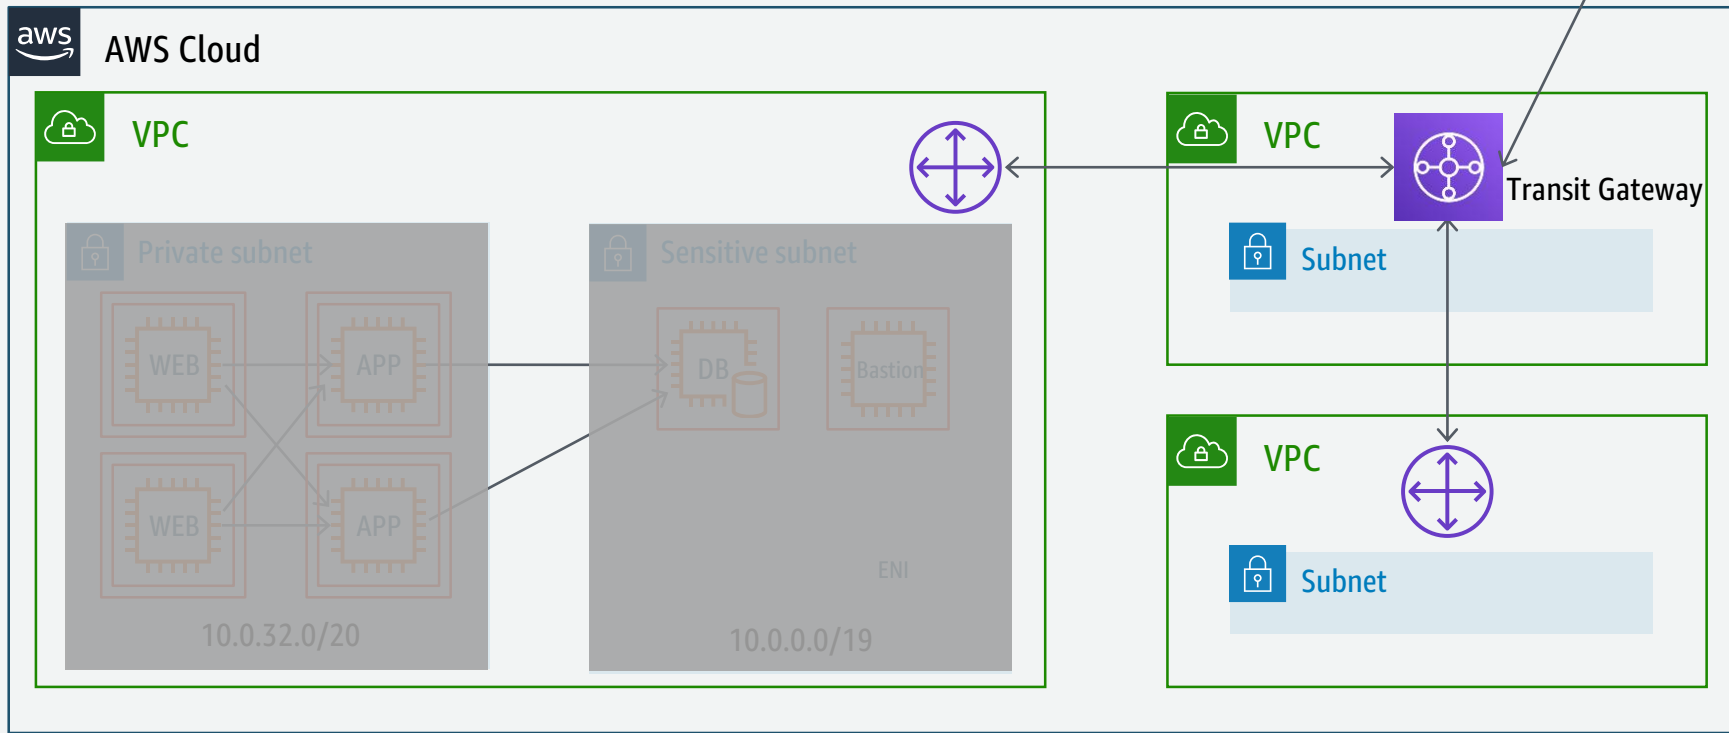 aws
AWS Cloud
VPC
VPC
Transit Gateway
Private subnet
Sensitive subnet
Subnet
WEB
APP
DB
Bastion
VPC
WEB
APP
ENI
Subnet
10.0.32.0/20
10.0.0.0/19